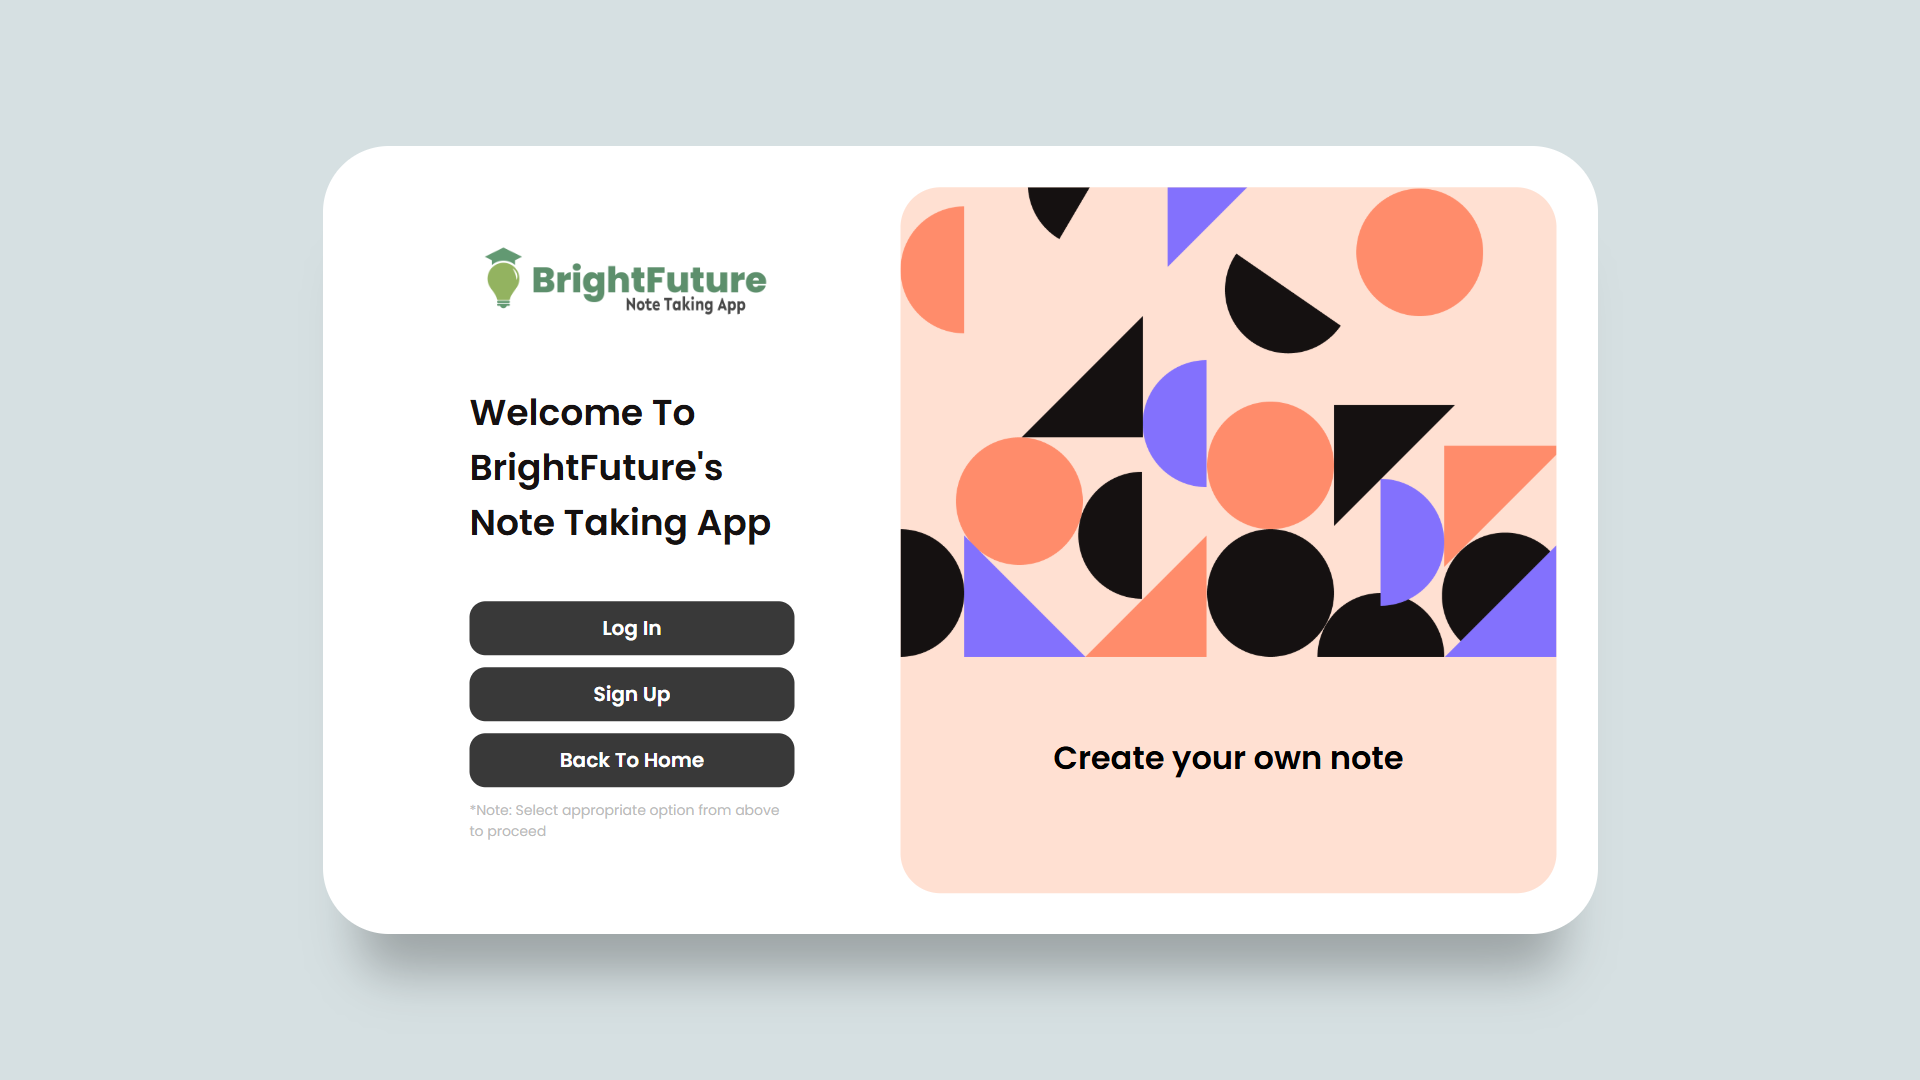 BrightFuture
Note Taking App
Welcome To
BrightFuture's
Note Taking App
Log In
Sign Up
Back To Home
*Note: Select appropriate option from above
to proceed
Create your own note